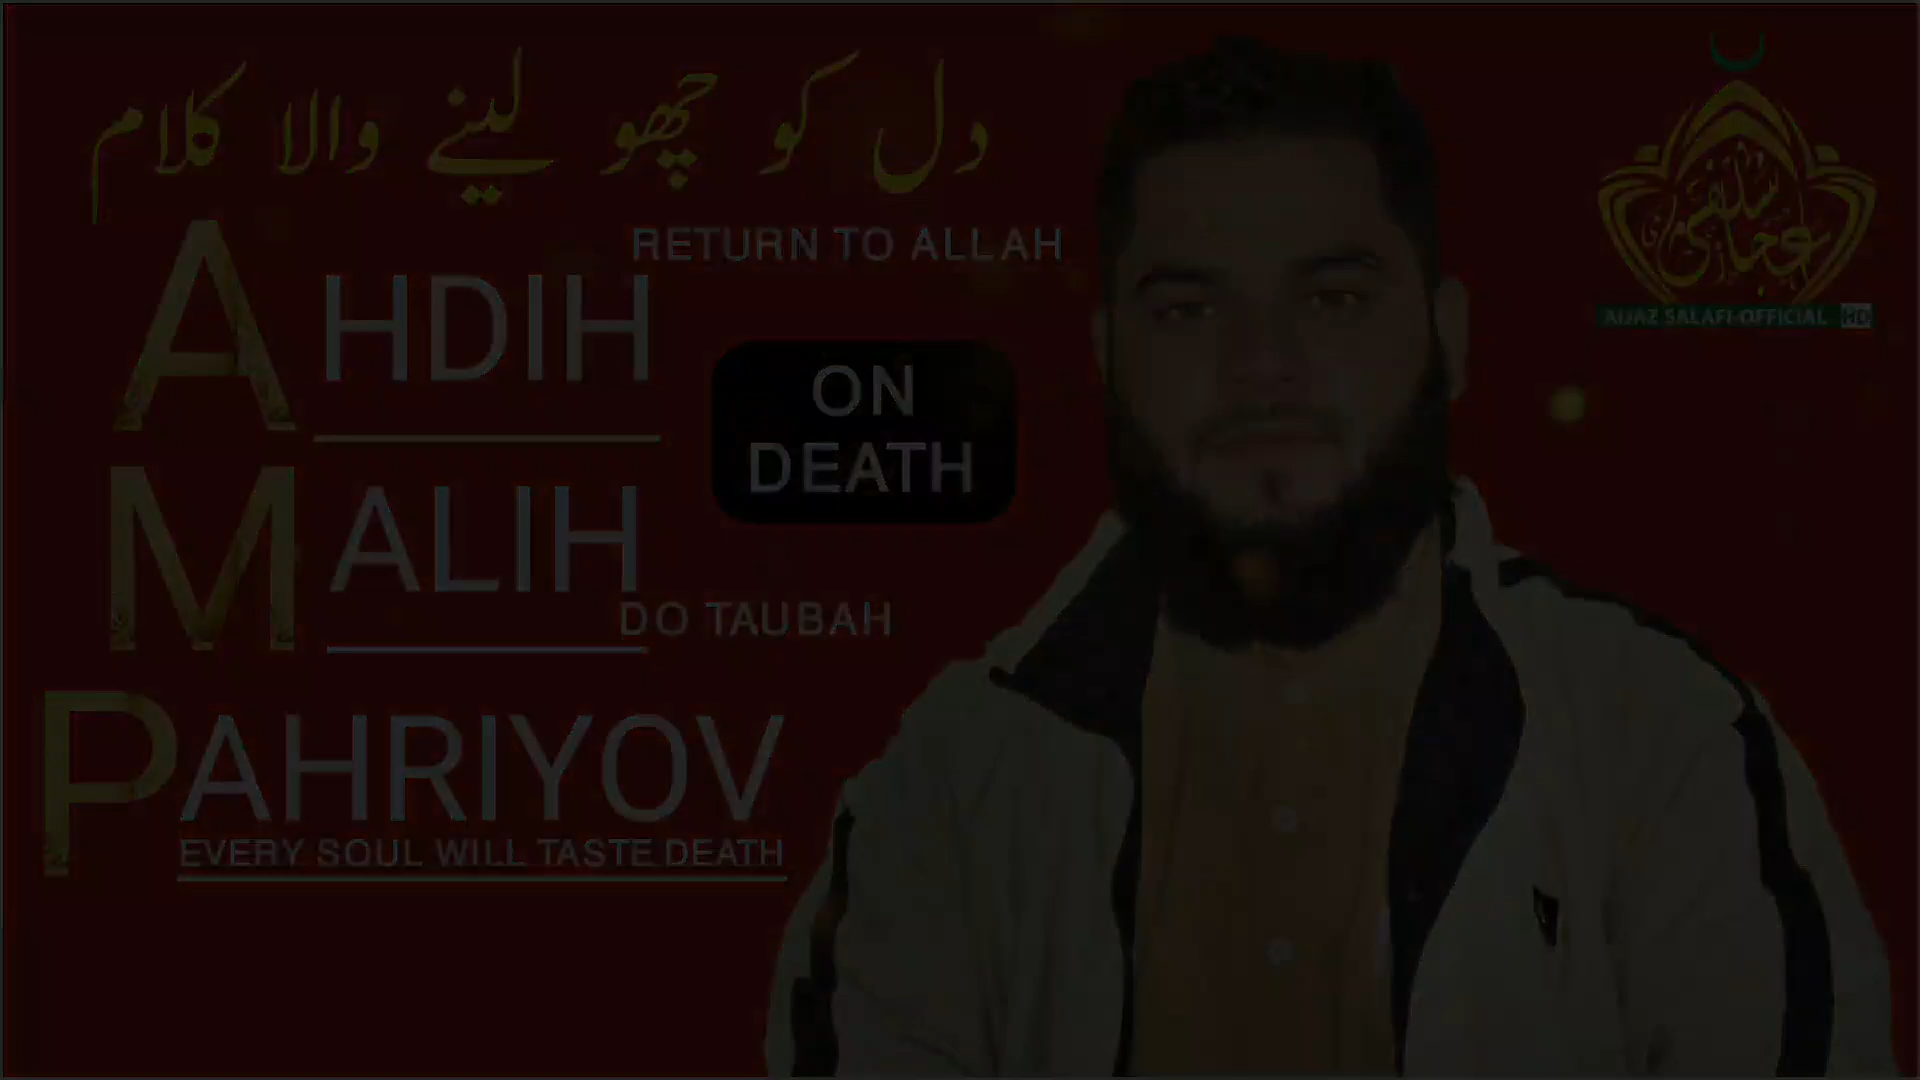 دل کو چھو لینے والا کلام
RETURN TO ALLAH
AHDIH
ON
DEATH
MALIH
DO TAUBAH
PAHRIYOV
EVERY SOUL WILL TASTE DEATH
AIJAZ SALAFI-OFFICIAL HD